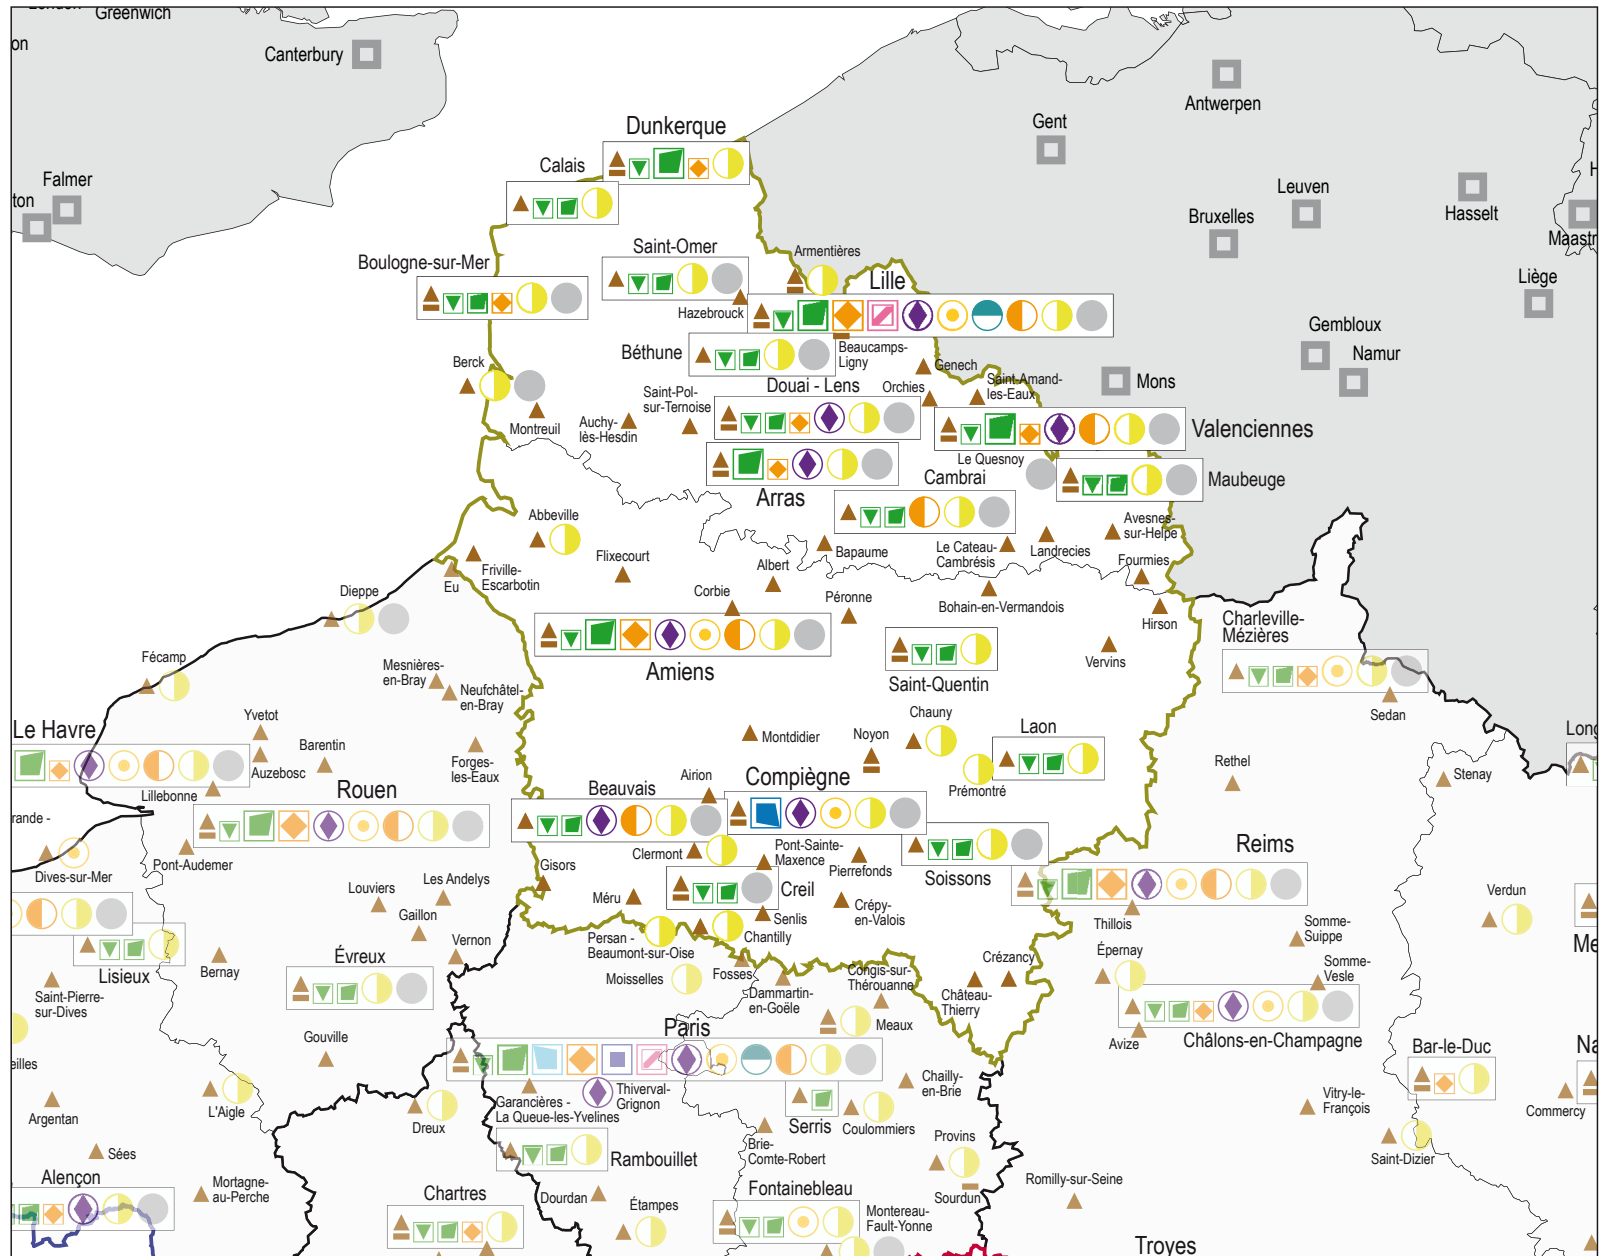 Greenwich
on
Canterbury
Antwerpen
Dunkerque
Gent
Calais
Falmer
ton
Leuven
Hasselt
Bruxelles
Maastr
Saint-Omer
Armentières
Boulogne-sur-Mer
Lille
Liège
Hazebrouck
Gembloux
Béthune
Beaucamps-
Ligny
Namur
Berck
Genech
Douai - Lens
Orchies
Saint-Amand-
les-Eaux
Mons
Saint-Pol-
sur-Ternoise
Montreuil
Auchy-
lès-Hesdin
Valenciennes
Le Quesnoy
Cambrai
Maubeuge
Arras
Abbeville
Avesnes-
sur-Helpe
Bapaume
Le Cateau-
Cambrésis
Landrecies
Flixecourt
Albert
Fourmies
Friville-
Escarbotin
Eu
Dieppe
Corbie
Péronne
Bohain-en-Vermandois
Hirson
Charleville-
Mézières
Fécamp
Mesnières-
en-Bray
Amiens
Vervins
Saint-Quentin
Neufchâtel-
en-Bray
Sedan
Yvetot
Chauny
Laon
Le Havre
Montdidier
Noyon
Long
Barentin
Auzebosc
Forges-
les-Eaux
Rethel
Stenay
Airion
Compiègne
Prémontré
Lillebonne
Rouen
Beauvais
rande -
Pont-Audemer
Clermont
Pont-Sainte-
Maxence
Pierrefonds
Reims
Dives-sur-Mer
Gisors
Soissons
Louviers
Les Andelys
Méru
Creil
Verdun
Gaillon
Senlis
Crépy-
en-Valois
Thillois
Somme-
Suippe
Vernon
Persan -
Beaumont-sur-Oise
Chantilly
Me
Épernay
Évreux
Bernay
Crézancy
Lisieux
Moisselles
Fosses
Congis-sur-
Thérouanne
Somme-
Vesle
Saint-Pierre-
sur-Dives
Dammartin-
en-Goële
Château-
Thierry
Meaux
Gouville
Paris
Avize
Châlons-en-Champagne
Bar-le-Duc
Na
eilles
Chailly-
en-Brie
Argentan
L'Aigle
Garancières -
La Queue-les-Yvelines
Thiverval-
Grignon
Vitry-le-
François
Commercy
Dreux
Serris
Coulommiers
Sées
Brie-
Comte-Robert
Provins
Saint-Dizier
Rambouillet
Alençon
Mortagne-
au-Perche
Chartres
Dourdan
Étampes
Fontainebleau
Sourdun
Romilly-sur-Seine
Montereau-
Fault-Yonne
Troyes